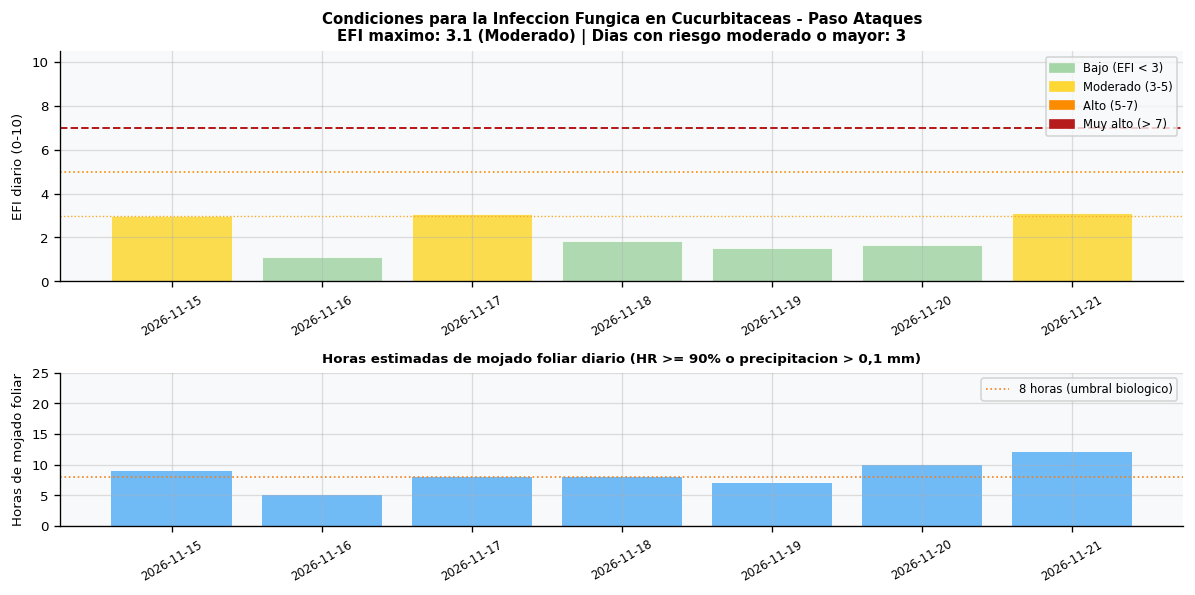 Condiciones para la Infeccion Fungica en Cucurbitaceas - Paso Ataques
EFI maximo: 3.1 (Moderado) | Dias con riesgo moderado o mayor: 3
EFI diario (0-10)
10
8
6
4
2
0
Bajo (EFI < 3)
Moderado (3-5)
Alto (5-7)
Muy alto (> 7)
2026-11-15
2026-11-16
2026-11-17
2026-11-18
2026-11-19
2026-11-20
2026-11-21
Horas estimadas de mojado foliar diario (HR >= 90% o precipitacion > 0,1 mm)
Horas de mojado foliar
25
20
15
10
5
0
8 horas (umbral biologico)
2026-11-15
2026-11-16
2026-11-17
2026-11-18
2026-11-19
2026-11-20
2026-11-21